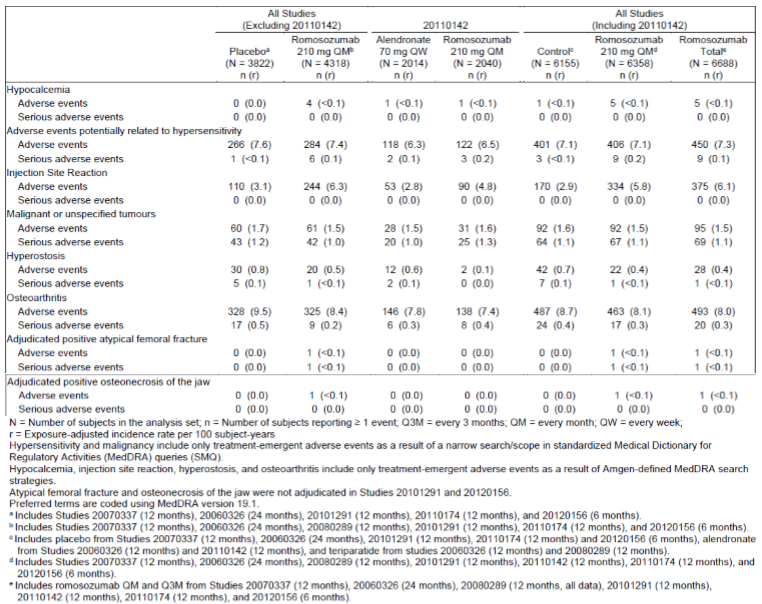 All Studies (Excluding 20110142) 20110142 All Studies (Including 20110142)
Placeboᵃ (N = 3822) n (r) Romosozumab 210 mg QMᵇ (N = 4318) n (r) Alendronate 70 mg QW (N = 2014) n (r) Romosozumab 210 mg QM (N = 2040) n (r) Controlᶜ (N = 6155) n (r) Romosozumab 210 mg QMᵈ (N = 6358) n (r) Romosozumab Totalᵉ (N = 6688) n (r)
Hypocalcemia
Adverse events 0 (0.0) 4 (<0.1) 1 (<0.1) 1 (<0.1) 1 (<0.1) 5 (<0.1) 5 (<0.1)
Serious adverse events 0 (0.0) 0 (0.0) 0 (0.0) 0 (0.0) 0 (0.0) 0 (0.0) 0 (0.0)
Adverse events potentially related to hypersensitivity
Adverse events 266 (7.6) 284 (7.4) 118 (6.3) 122 (6.5) 401 (7.1) 406 (7.1) 450 (7.3)
Serious adverse events 1 (<0.1) 6 (0.1) 2 (0.1) 3 (0.2) 3 (<0.1) 9 (0.2) 9 (0.1)
Injection Site Reaction
Adverse events 110 (3.1) 244 (6.3) 53 (2.8) 90 (4.8) 170 (2.9) 334 (5.8) 375 (6.1)
Serious adverse events 0 (0.0) 0 (0.0) 0 (0.0) 0 (0.0) 0 (0.0) 0 (0.0) 0 (0.0)
Malignant or unspecified tumours
Adverse events 60 (1.7) 61 (1.5) 28 (1.5) 31 (1.6) 92 (1.6) 92 (1.5) 95 (1.5)
Serious adverse events 43 (1.2) 42 (1.0) 20 (1.0) 25 (1.3) 64 (1.1) 67 (1.1) 69 (1.1)
Hyperostosis
Adverse events 30 (0.8) 20 (0.5) 12 (0.6) 2 (0.1) 42 (0.7) 22 (0.4) 28 (0.4)
Serious adverse events 5 (0.1) 1 (<0.1) 2 (0.1) 0 (0.0) 7 (0.1) 1 (<0.1) 1 (<0.1)
Osteoarthritis
Adverse events 328 (9.5) 325 (8.4) 146 (7.8) 138 (7.4) 487 (8.7) 463 (8.1) 493 (8.0)
Serious adverse events 17 (0.5) 9 (0.2) 6 (0.3) 8 (0.4) 24 (0.4) 17 (0.3) 20 (0.3)
Adjudicated positive atypical femoral fracture
Adverse events 0 (0.0) 1 (<0.1) 0 (0.0) 0 (0.0) 0 (0.0) 1 (<0.1) 1 (<0.1)
Serious adverse events 0 (0.0) 1 (<0.1) 0 (0.0) 0 (0.0) 0 (0.0) 1 (<0.1) 1 (<0.1)
Adjudicated positive osteonecrosis of the jaw
Adverse events 0 (0.0) 1 (<0.1) 0 (0.0) 0 (0.0) 0 (0.0) 1 (<0.1) 1 (<0.1)
Serious adverse events 0 (0.0) 0 (0.0) 0 (0.0) 0 (0.0) 0 (0.0) 0 (0.0) 0 (0.0)
N = Number of subjects in the analysis set; n = Number of subjects reporting ≥ 1 event; Q3M = every 3 months; QM = every month; QW = every week;
r = Exposure-adjusted incidence rate per 100 subject-years
Hypersensitivity and malignancy include only treatment-emergent adverse events as a result of a narrow search/scope in standardized Medical Dictionary for
Regulatory Activities (MedDRA) queries (SMQ).
Hypocalcemia, injection site reaction, hyperostosis, and osteoarthritis include only treatment-emergent adverse events as a result of Amgen-defined MedDRA search
strategies.
Atypical femoral fracture and osteonecrosis of the jaw were not adjudicated in Studies 20101291 and 20120156.
Preferred terms are coded using MedDRA version 19.1.
ᵃ Includes Studies 20070337 (12 months), 20060326 (24 months), 20101291 (12 months), 20110174 (12 months), and 20120156 (6 months).
ᵇ Includes Studies 20070337 (12 months), 20060326 (24 months), 20080289 (12 months), 20101291 (12 months), 20110174 (12 months), and 20120156 (6 months).
ᶜ Includes placebo from Studies 20070337 (12 months), 20060326 (24 months), 20101291 (12 months), 20110174 (12 months) and 20120156 (6 months), alendronate
from Studies 20060326 (12 months) and 20110142 (12 months), and teriparatide from studies 20060326 (12 months) and 20080289 (12 months).
ᵈ Includes Studies 20070337 (12 months), 20060326 (24 months), 20080289 (12 months), 20101291 (12 months), 20110142 (12 months), 20110174 (12 months), and
20120156 (6 months).
ᵉ Includes romosozumab QM and Q3M from Studies 20070337 (12 months), 20060326 (24 months), 20080289 (12 months, all data), 20101291 (12 months),
20110142 (12 months), 20110174 (12 months), and 20120156 (6 months).